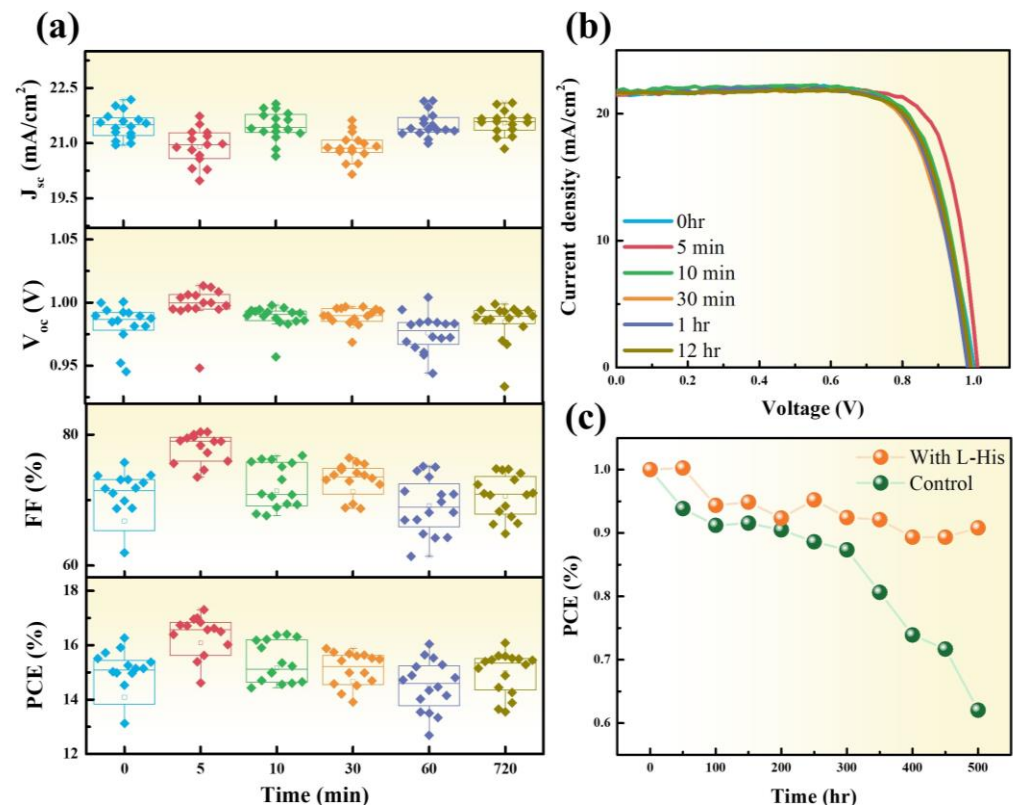 (a)
J_sc (mA/cm²)
22.5
21.0
19.5
V_oc (V)
1.05
1.00
0.95
FF (%)
80
60
PCE (%)
18
16
14
12
0 5 10 30 60 720
Time (min)
(b)
Current density (mA/cm²)
20
10
0
0hr
5 min
10 min
30 min
1 hr
12 hr
0.0 0.2 0.4 0.6 0.8 1.0
Voltage (V)
(c)
PCE (%)
1.0
0.9
0.8
0.7
0.6
With L-His
Control
0 100 200 300 400 500
Time (hr)